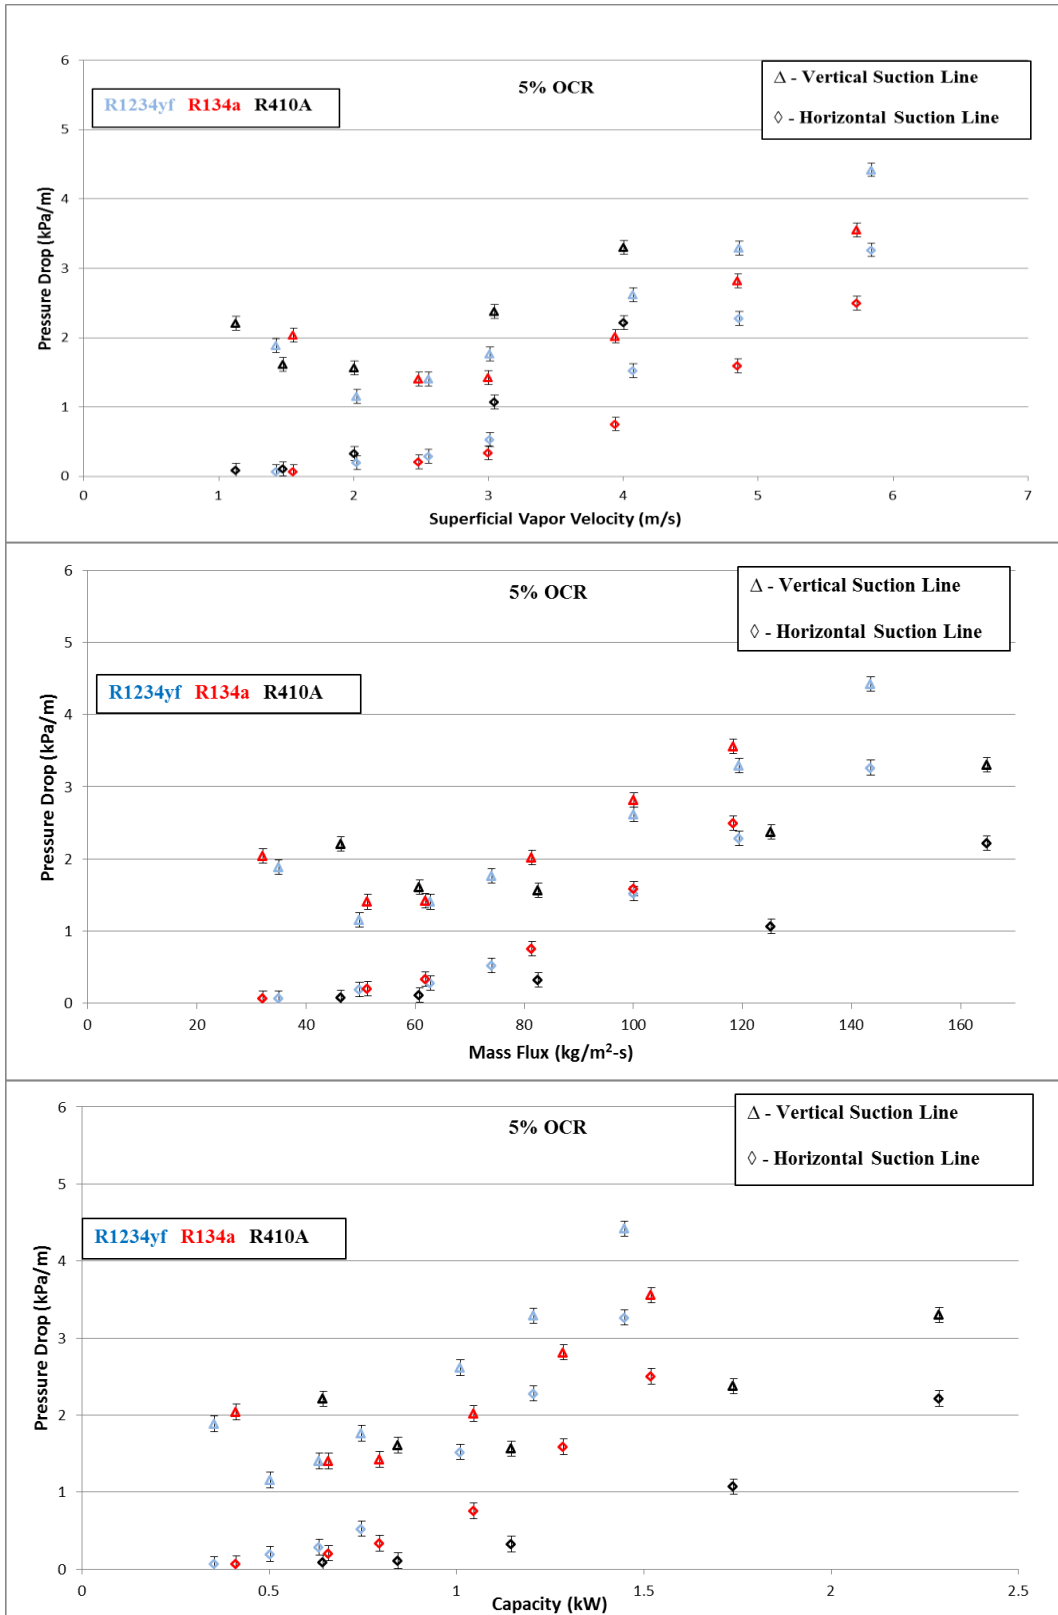 6
5% OCR
Δ - Vertical Suction Line
R1234yf R134a R410A
◊ - Horizontal Suction Line
5
4
3
2
1
0
Pressure Drop (kPa/m)
0 1 2 3 4 5 6 7
Superficial Vapor Velocity (m/s)
6
5% OCR
Δ - Vertical Suction Line
◊ - Horizontal Suction Line
5
R1234yf R134a R410A
4
3
2
1
0
Pressure Drop (kPa/m)
0 20 40 60 80 100 120 140 160
Mass Flux (kg/m²-s)
6
5% OCR
Δ - Vertical Suction Line
◊ - Horizontal Suction Line
5
R1234yf R134a R410A
4
3
2
1
0
Pressure Drop (kPa/m)
0 0.5 1 1.5 2 2.5
Capacity (kW)